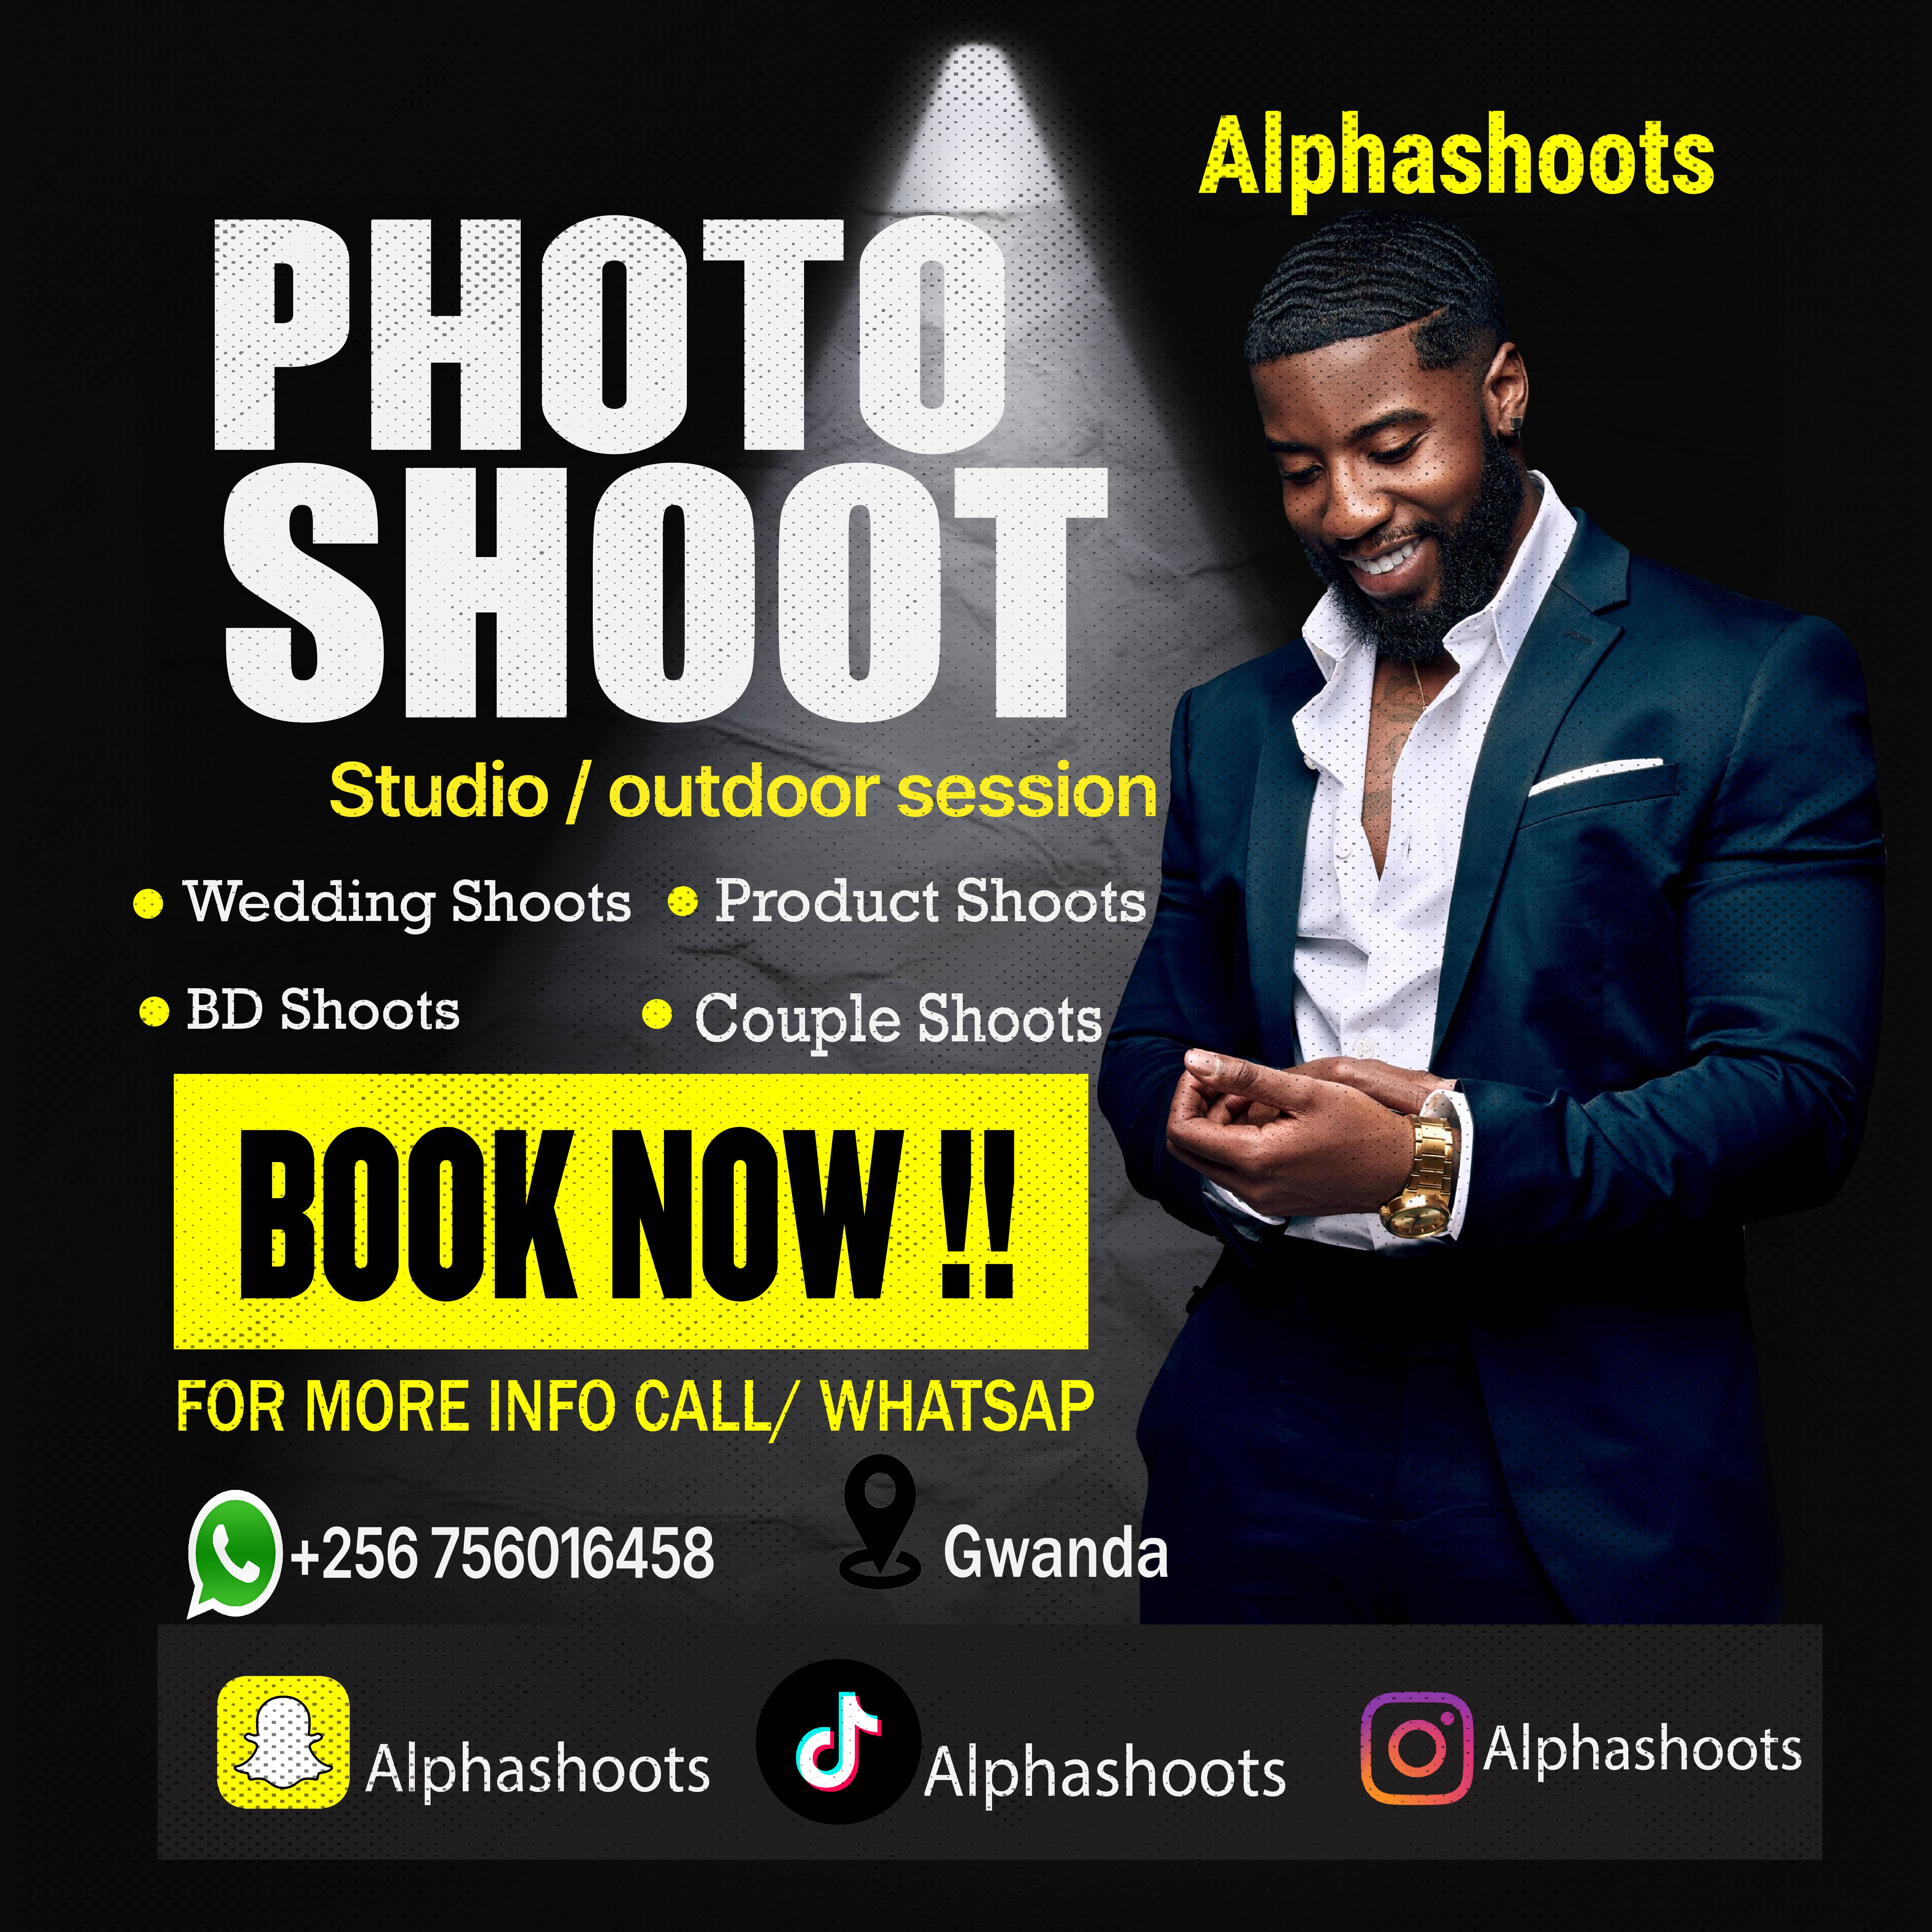 Alphashoots
PHOTO
SHOOT
Studio / outdoor session
Wedding Shoots
Product Shoots
BD Shoots
Couple Shoots
BOOK NOW !!
FOR MORE INFO CALL/ WHATSAP
+256 756016458
Gwanda
Alphashoots
Alphashoots
Alphashoots